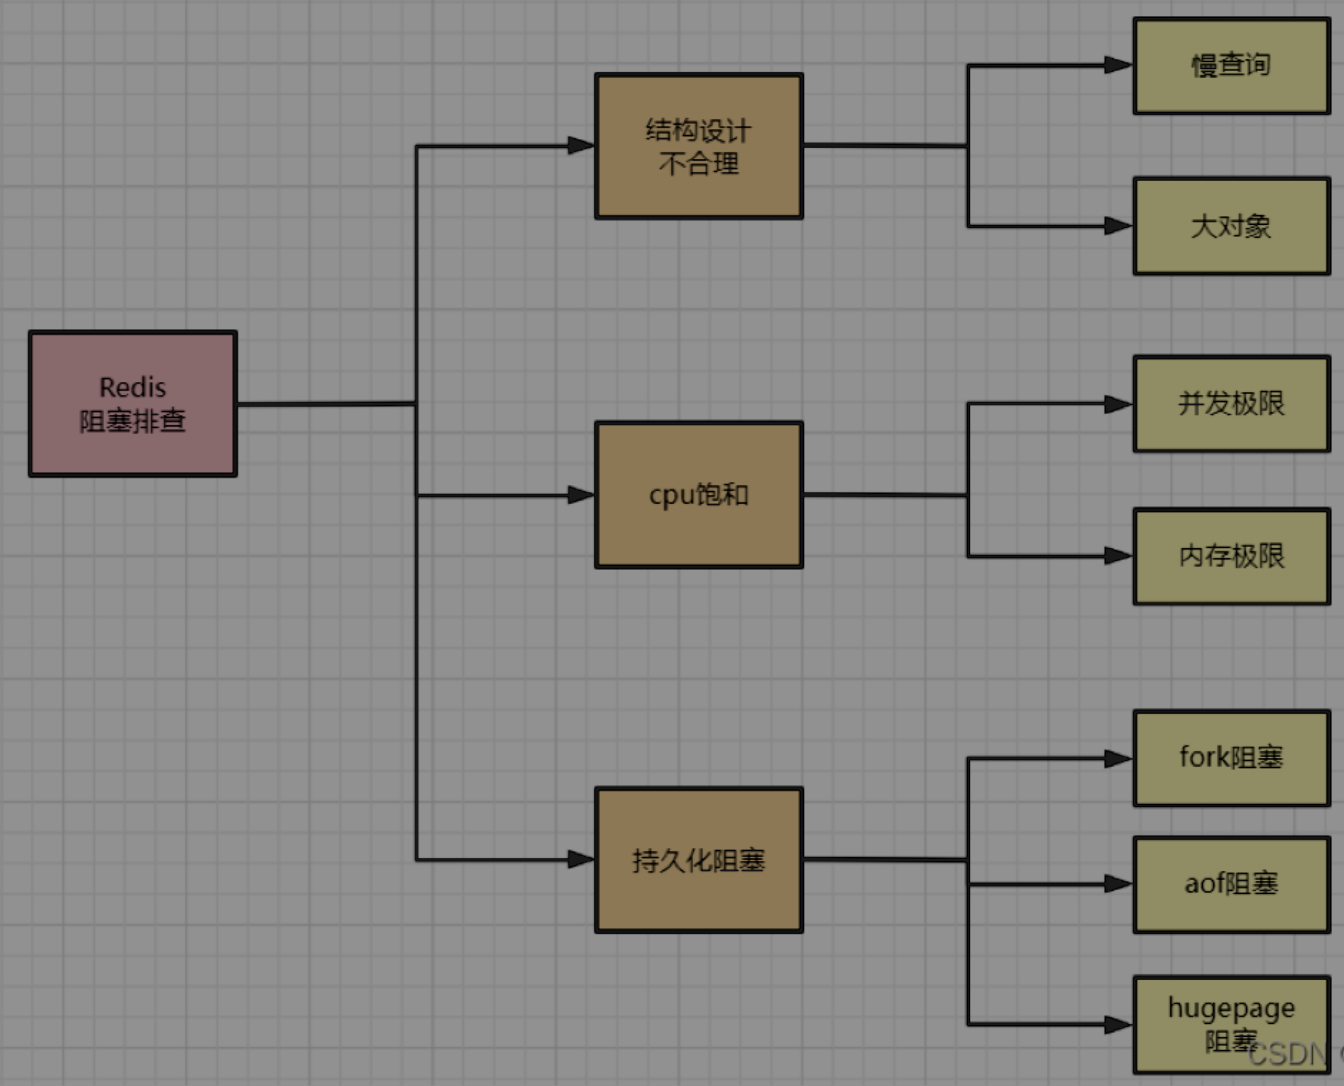 Redis
阻塞排查
结构设计
不合理
慢查询
大对象
cpu饱和
并发极限
内存极限
持久化阻塞
fork阻塞
aof阻塞
hugepage
阻塞
CSDN